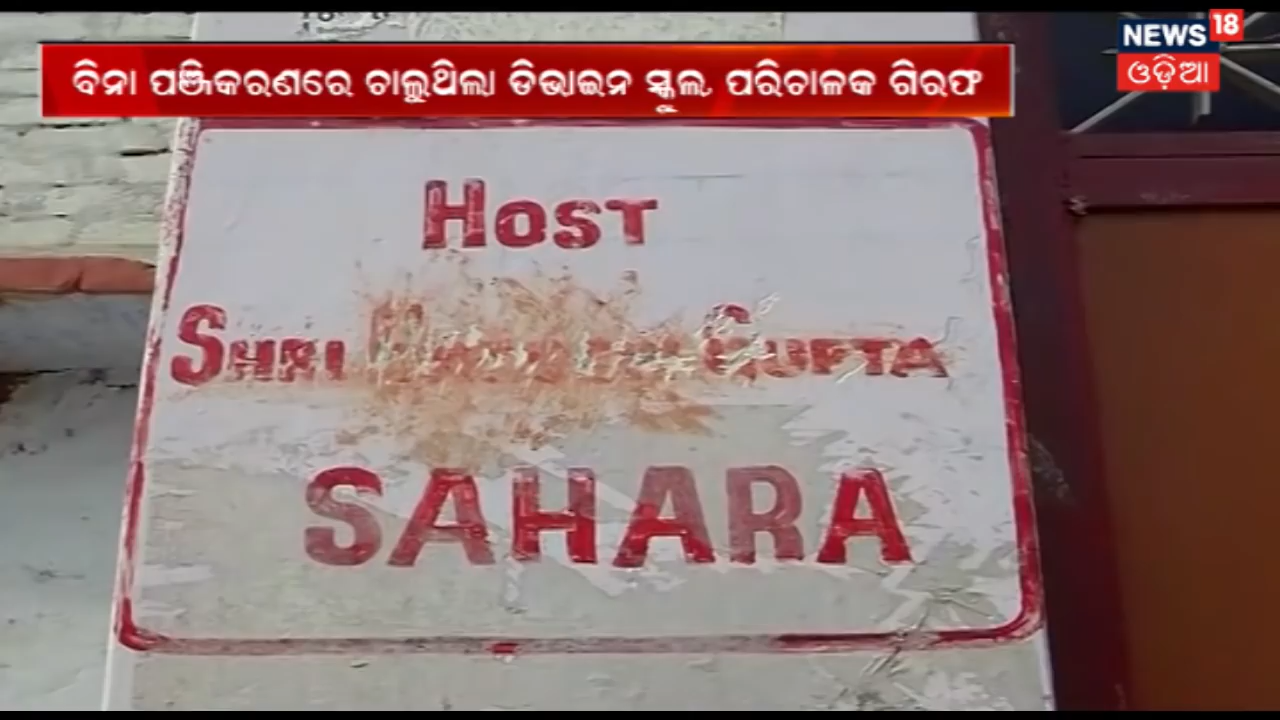 ବିନା ପଞ୍ଜିକରଣରେ ଚାଲୁଥିଲା ଡିଭାଇନ ସ୍କୁଲ, ପରିଚାଳକ ଗିରଫ
NEWS 18
ଓଡ଼ିଆ
HOST
SHRI GUPTA
SAHARA